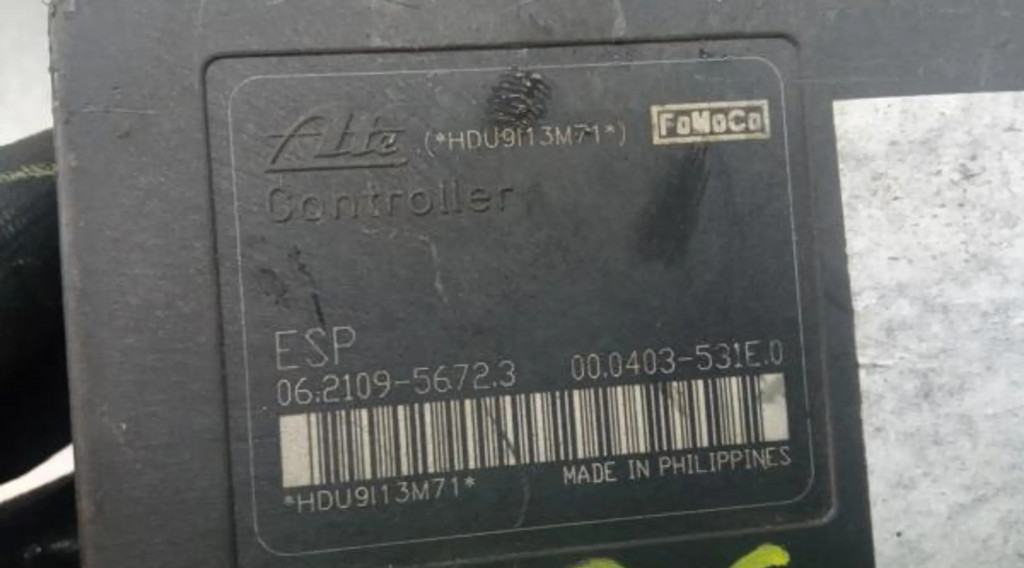 Ate (*HDU9I13M71*) FoMoCo
Controller
ESP
06.2109-5672.3 00.0403-531E.0
*HDU9I13M71*
MADE IN PHILIPPINES